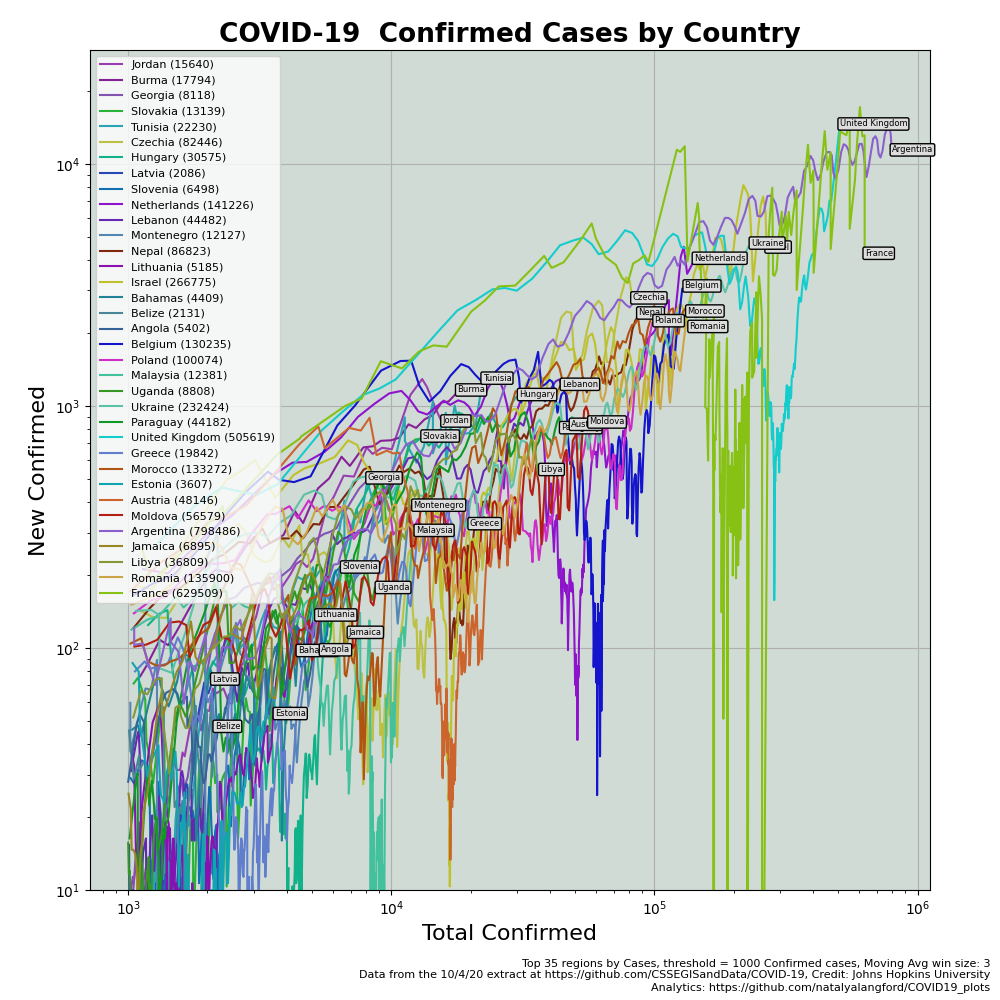 COVID-19  Confirmed Cases by Country
Jordan (15640)
Burma (17794)
Georgia (8118)
Slovakia (13139)
Tunisia (22230)
Czechia (82446)
Hungary (30575)
Latvia (2086)
Slovenia (6498)
Netherlands (141226)
Lebanon (44482)
Montenegro (12127)
Nepal (86823)
Lithuania (5185)
Israel (266775)
Bahamas (4409)
Belize (2131)
Angola (5402)
Belgium (130235)
Poland (100074)
Malaysia (12381)
Uganda (8808)
Ukraine (232424)
Paraguay (44182)
United Kingdom (505619)
Greece (19842)
Morocco (133272)
Estonia (3607)
Austria (48146)
Moldova (56579)
Argentina (798486)
Jamaica (6895)
Libya (36809)
Romania (135900)
France (629509)
United Kingdom
Argentina
Ukraine
France
Netherlands
Belgium
Czechia
Nepal
Morocco
Poland
Romania
Tunisia
Burma
Lebanon
Hungary
Jordan
Moldova
Slovakia
Libya
Georgia
Montenegro
Greece
Malaysia
Slovenia
Uganda
Lithuania
Jamaica
Angola
Latvia
Estonia
Belize
10⁴
10³
10²
10¹
New Confirmed
10³ 10⁴ 10⁵ 10⁶
Total Confirmed
Top 35 regions by Cases, threshold = 1000 Confirmed cases, Moving Avg win size: 3
Data from the 10/4/20 extract at https://github.com/CSSEGISandData/COVID-19, Credit: Johns Hopkins University
Analytics: https://github.com/natalyalangford/COVID19_plots